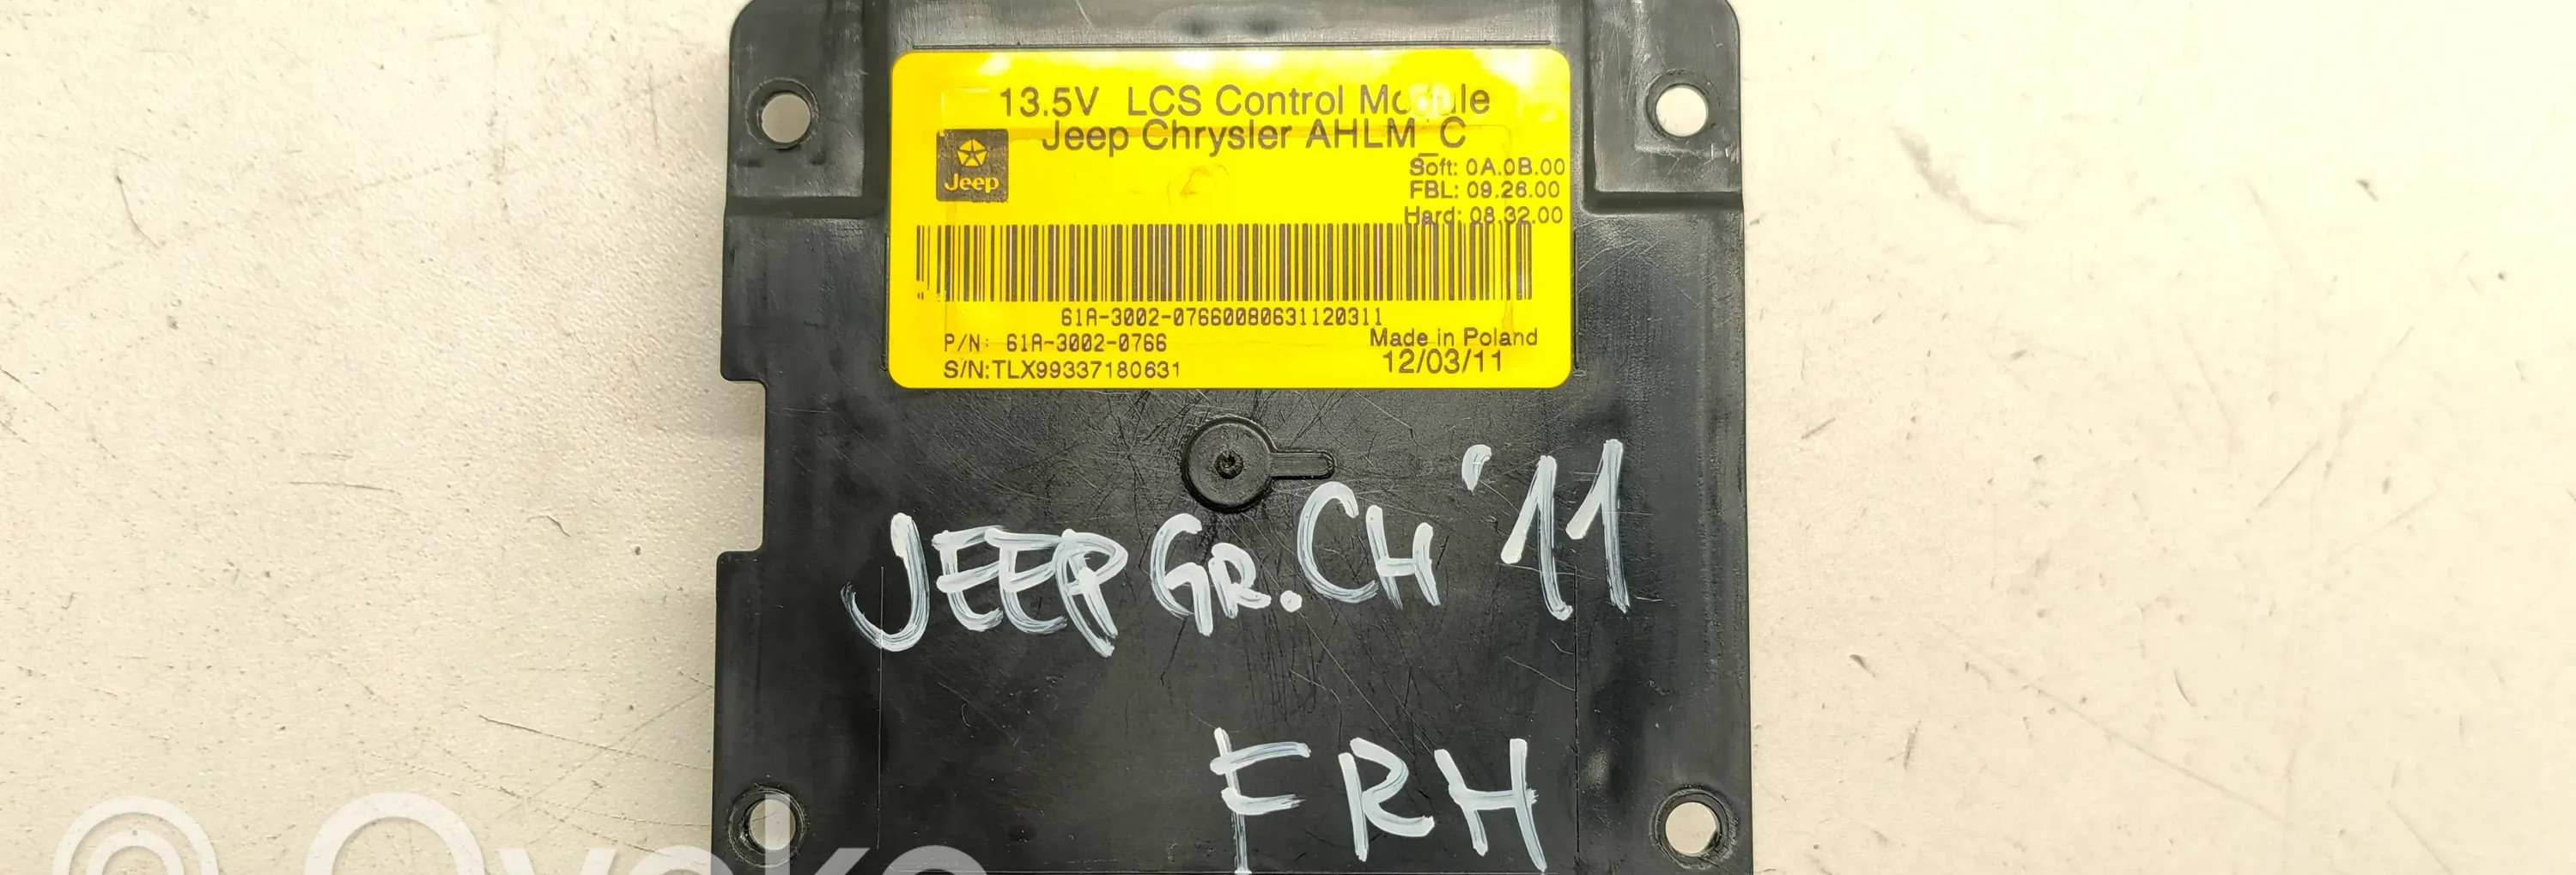 13.5V LCS Control Module
Jeep Chrysler AHLM_C
Jeep
Soft: 0A.0B.00
FBL: 09.26.00
Hard: 08.32.00
61A-3002-07660080631120311
P/N: 61A-3002-0766
Made in Poland
S/N:TLX99337180631
12/03/11
JEEP GR. CH '11
FRH